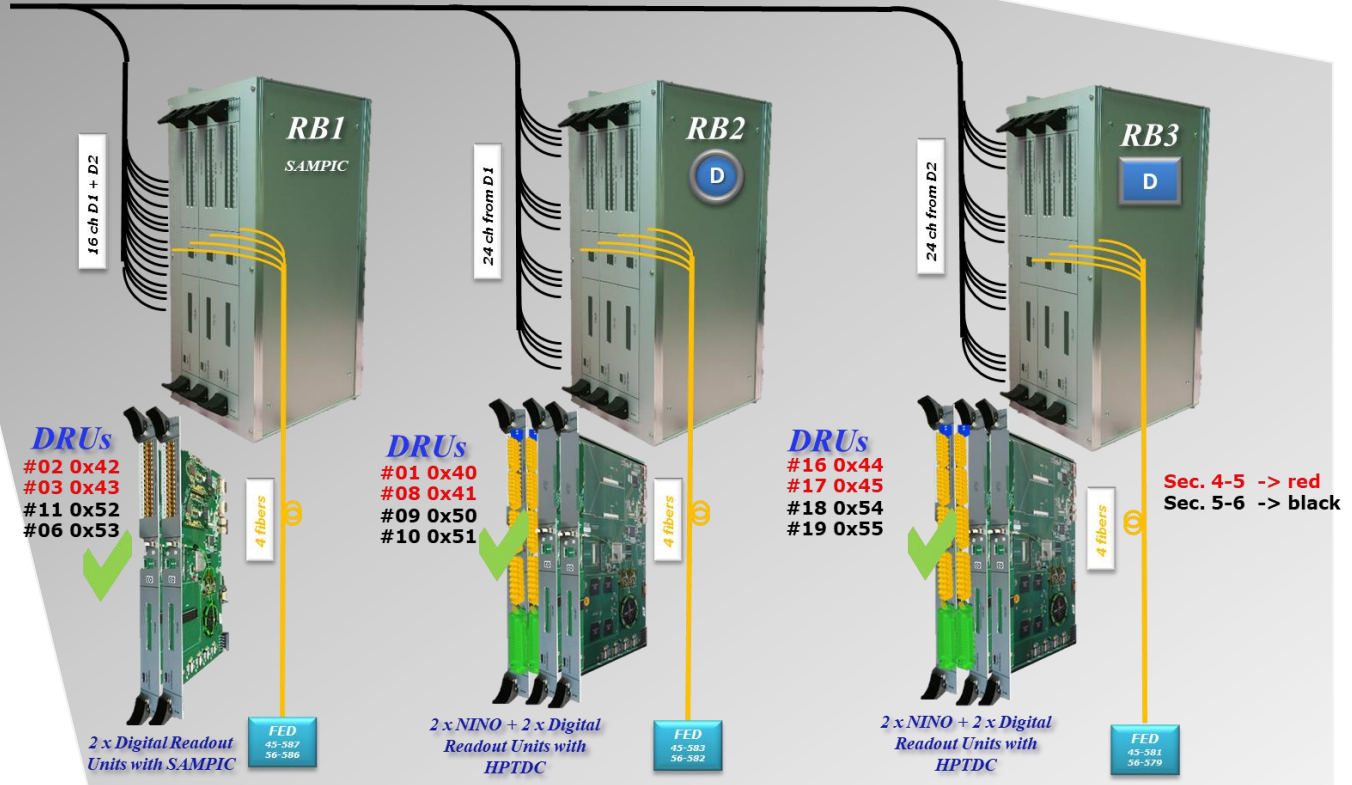 RB1
SAMPIC
16 ch D1 + D2
DRUs
#02 0x42
#03 0x43
#11 0x52
#06 0x53
4 fibers
2 x Digital Readout
Units with SAMPIC
FED
45-587
56-586
RB2
D
24 ch from D1
DRUs
#01 0x40
#08 0x41
#09 0x50
#10 0x51
4 fibers
2 x NINO + 2 x Digital
Readout Units with
HPTDC
FED
45-583
56-582
RB3
D
24 ch from D2
DRUs
#16 0x44
#17 0x45
#18 0x54
#19 0x55
4 fibers
Sec. 4-5 -> red
Sec. 5-6 -> black
2 x NINO + 2 x Digital
Readout Units with
HPTDC
FED
45-581
56-579